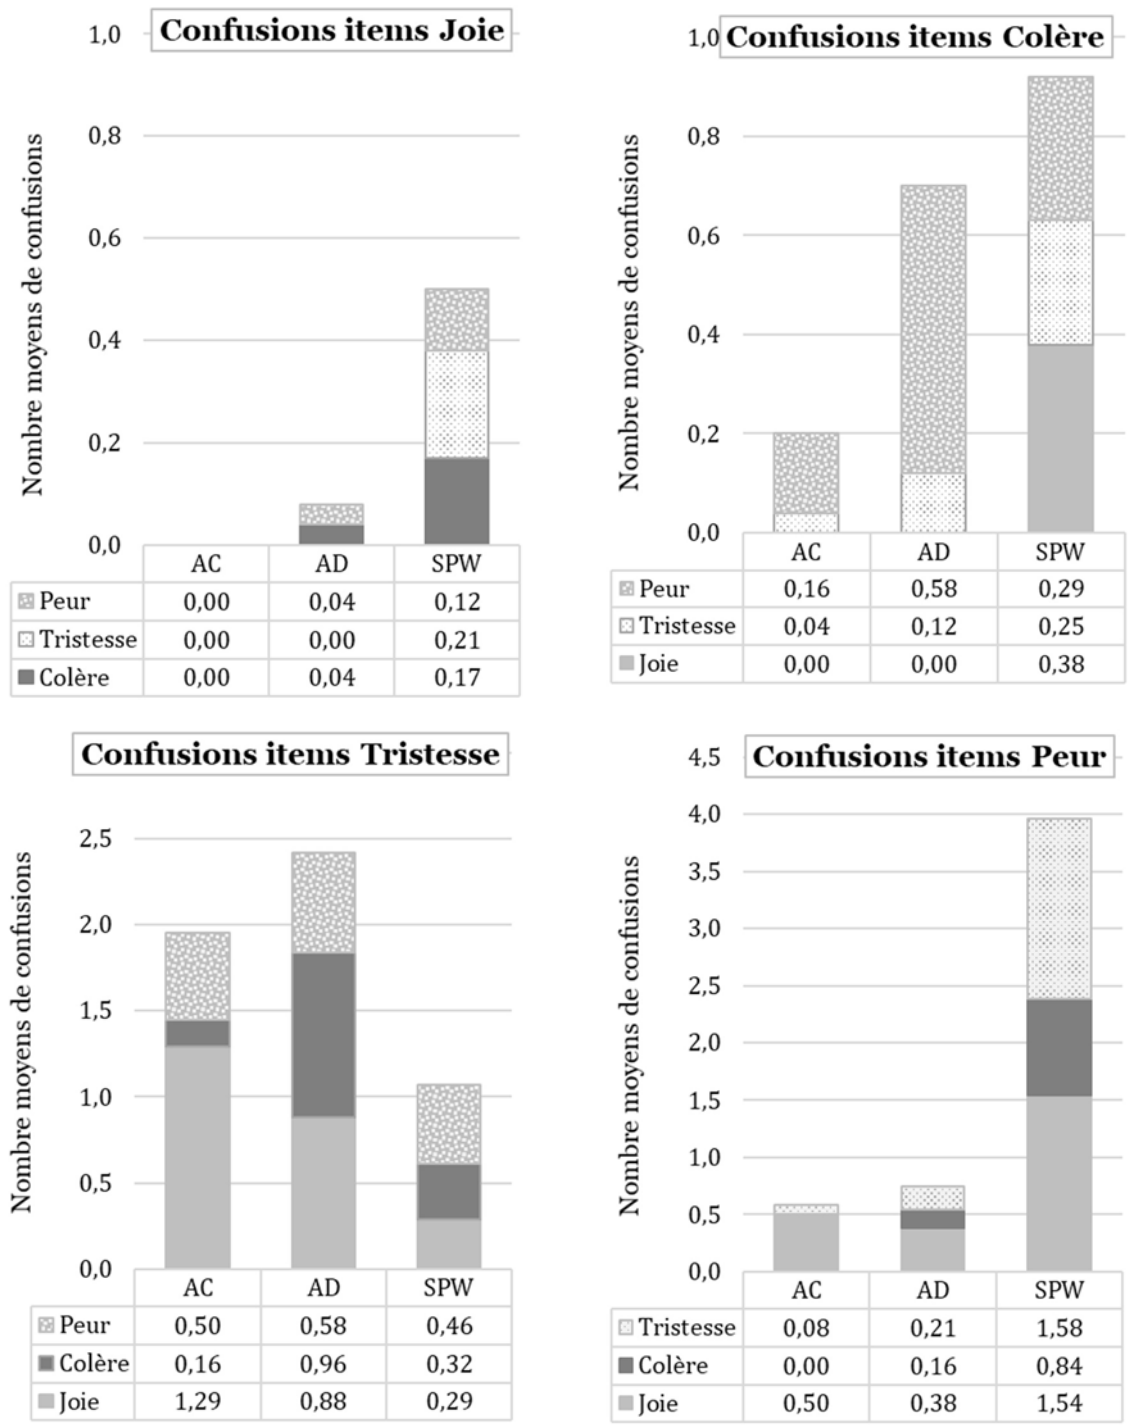 Confusions items Joie
Nombre moyens de confusions
1,0
0,8
0,6
0,4
0,2
0,0
AC AD SPW
Peur 0,00 0,04 0,12
Tristesse 0,00 0,00 0,21
Colère 0,00 0,04 0,17
Confusions items Colère
Nombre moyens de confusions
1,0
0,8
0,6
0,4
0,2
0,0
AC AD SPW
Peur 0,16 0,58 0,29
Tristesse 0,04 0,12 0,25
Joie 0,00 0,00 0,38
Confusions items Tristesse
Nombre moyens de confusions
2,5
2,0
1,5
1,0
0,5
0,0
AC AD SPW
Peur 0,50 0,58 0,46
Colère 0,16 0,96 0,32
Joie 1,29 0,88 0,29
Confusions items Peur
Nombre moyens de confusions
4,5
4,0
3,5
3,0
2,5
2,0
1,5
1,0
0,5
0,0
AC AD SPW
Tristesse 0,08 0,21 1,58
Colère 0,00 0,16 0,84
Joie 0,50 0,38 1,54